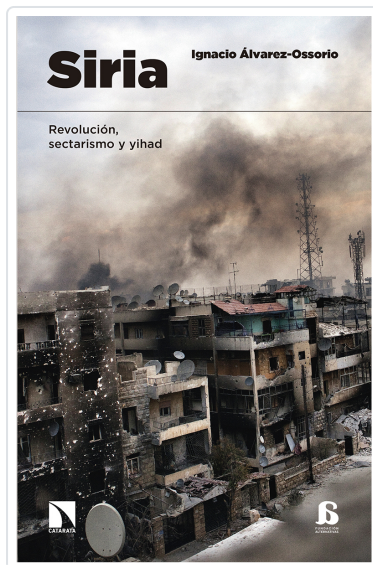 Siria
Ignacio Álvarez-Ossorio
Revolución,
sectarismo y yihad
CATARATA
FUNDACIÓN
ALTERNATIVAS